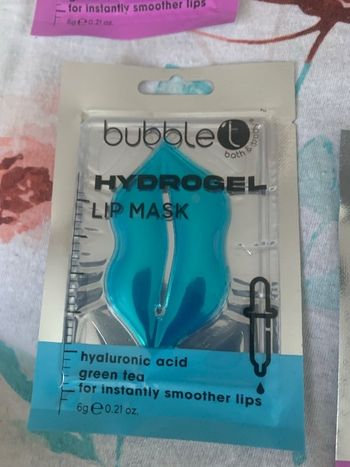 for instantly smoother lips
6g e 0.21 oz.
bubble t
bath & body
HYDROGEL
LIP MASK
hyaluronic acid
green tea
for instantly smoother lips
6g e 0.21 oz.